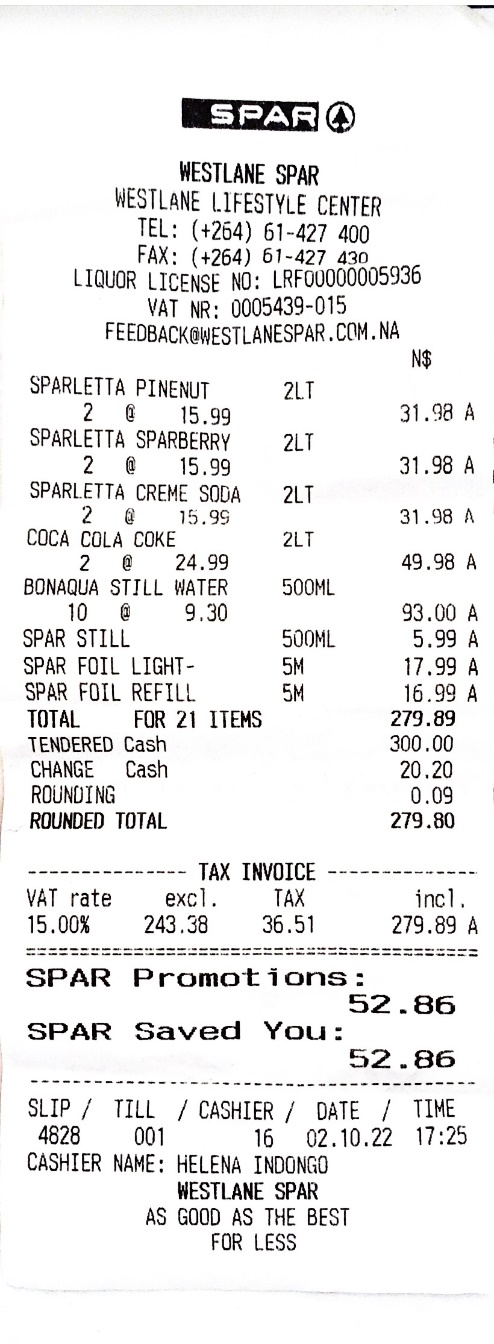 SPAR
WESTLANE SPAR
WESTLANE LIFESTYLE CENTER
TEL: (+264) 61-427 400
FAX: (+264) 61-427 430
LIQUOR LICENSE NO: LRF00000005936
VAT NR: 0005439-015
FEEDBACK@WESTLANESPAR.COM.NA
N$
SPARLETTA PINENUT 2LT
2 @ 15.99 31.98 A
SPARLETTA SPARBERRY 2LT
2 @ 15.99 31.98 A
SPARLETTA CREME SODA 2LT
2 @ 15.99 31.98 A
COCA COLA COKE 2LT
2 @ 24.99 49.98 A
BONAQUA STILL WATER 500ML
10 @ 9.30 93.00 A
SPAR STILL 500ML 5.99 A
SPAR FOIL LIGHT- 5M 17.99 A
SPAR FOIL REFILL 5M 16.99 A
TOTAL FOR 21 ITEMS 279.89
TENDERED Cash 300.00
CHANGE Cash 20.20
ROUNDING 0.09
ROUNDED TOTAL 279.80
--------------- TAX INVOICE --------------
VAT rate excl. TAX incl.
15.00% 243.38 36.51 279.89 A
==========================================
SPAR Promotions:
52.86
SPAR Saved You:
52.86
------------------------------------------
SLIP / TILL / CASHIER / DATE / TIME
4828 001 16 02.10.22 17:25
CASHIER NAME: HELENA INDONGO
WESTLANE SPAR
AS GOOD AS THE BEST
FOR LESS